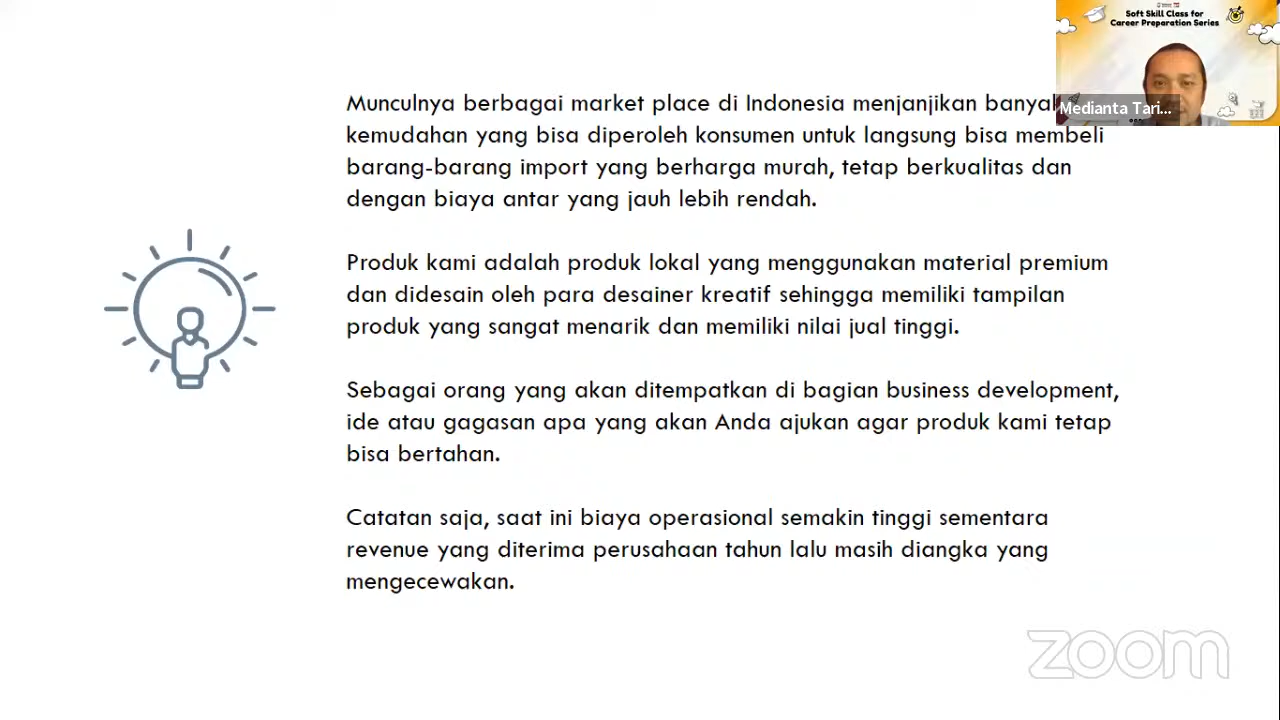 Soft Skill Class for
Career Preparation Series
Medianta Tari...
Munculnya berbagai market place di Indonesia menjanjikan banyak
kemudahan yang bisa diperoleh konsumen untuk langsung bisa membeli
barang-barang import yang berharga murah, tetap berkualitas dan
dengan biaya antar yang jauh lebih rendah.
Produk kami adalah produk lokal yang menggunakan material premium
dan didesain oleh para desainer kreatif sehingga memiliki tampilan
produk yang sangat menarik dan memiliki nilai jual tinggi.
Sebagai orang yang akan ditempatkan di bagian business development,
ide atau gagasan apa yang akan Anda ajukan agar produk kami tetap
bisa bertahan.
Catatan saja, saat ini biaya operasional semakin tinggi sementara
revenue yang diterima perusahaan tahun lalu masih diangka yang
mengecewakan.
zoom